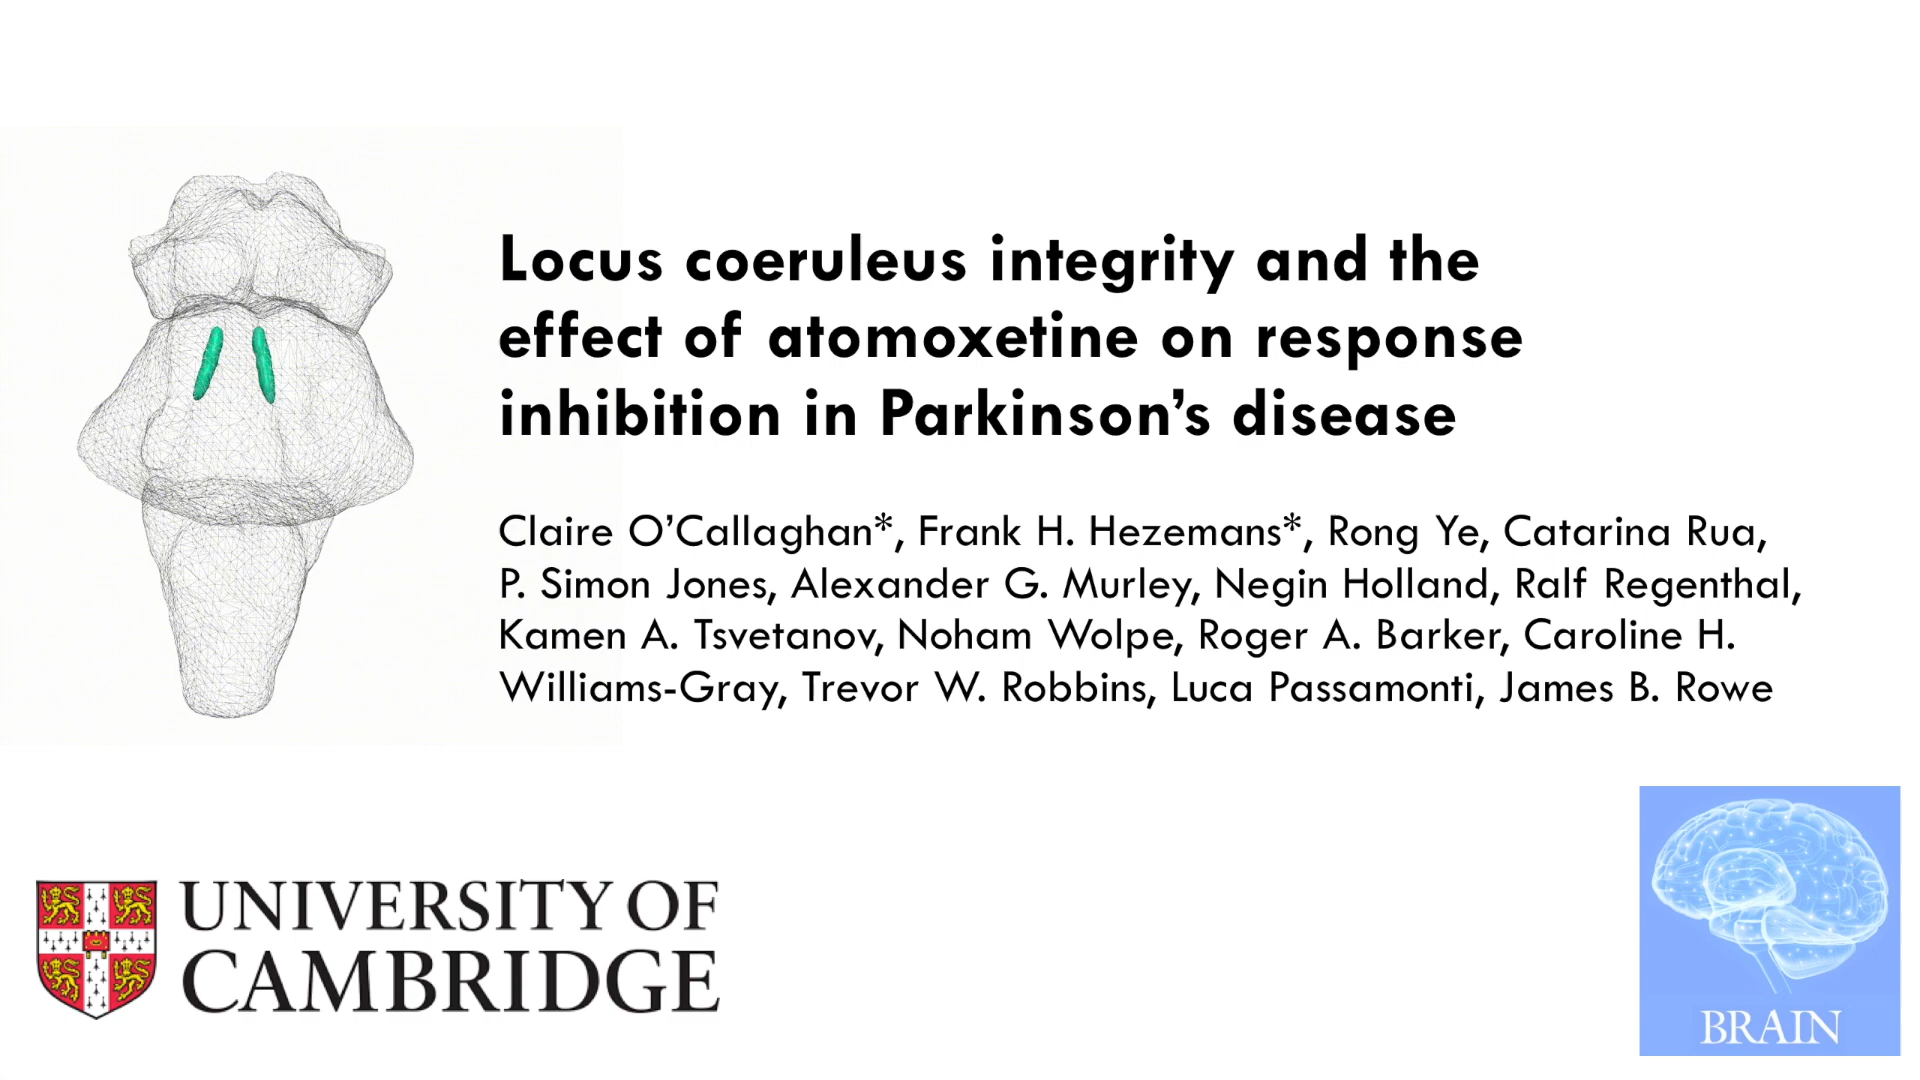 Locus coeruleus integrity and the
effect of atomoxetine on response
inhibition in Parkinson’s disease
Claire O’Callaghan*, Frank H. Hezemans*, Rong Ye, Catarina Rua,
P. Simon Jones, Alexander G. Murley, Negin Holland, Ralf Regenthal,
Kamen A. Tsvetanov, Noham Wolpe, Roger A. Barker, Caroline H.
Williams-Gray, Trevor W. Robbins, Luca Passamonti, James B. Rowe
UNIVERSITY OF
CAMBRIDGE
BRAIN